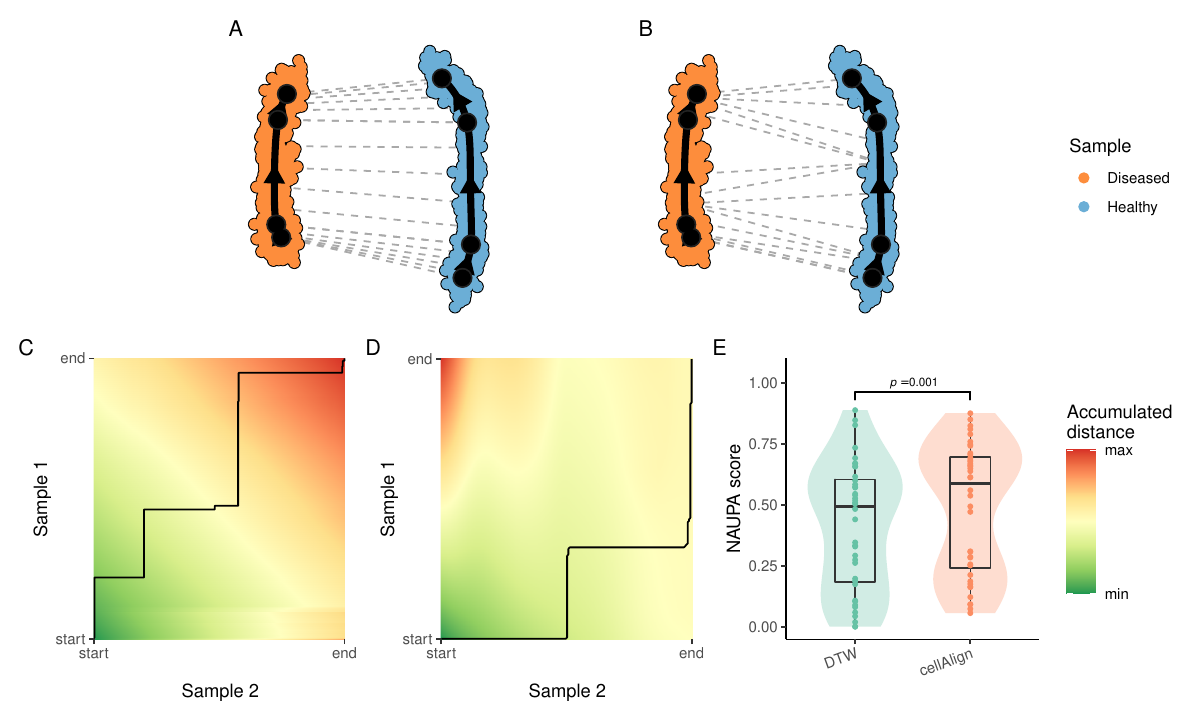 A
B
Sample
Diseased
Healthy
C
end
start
start
end
Sample 1
Sample 2
D
end
start
start
end
Sample 1
Sample 2
E
p =0.001
1.00
0.75
0.50
0.25
0.00
NAUPA score
DTW
cellAlign
Accumulated
distance
max
min